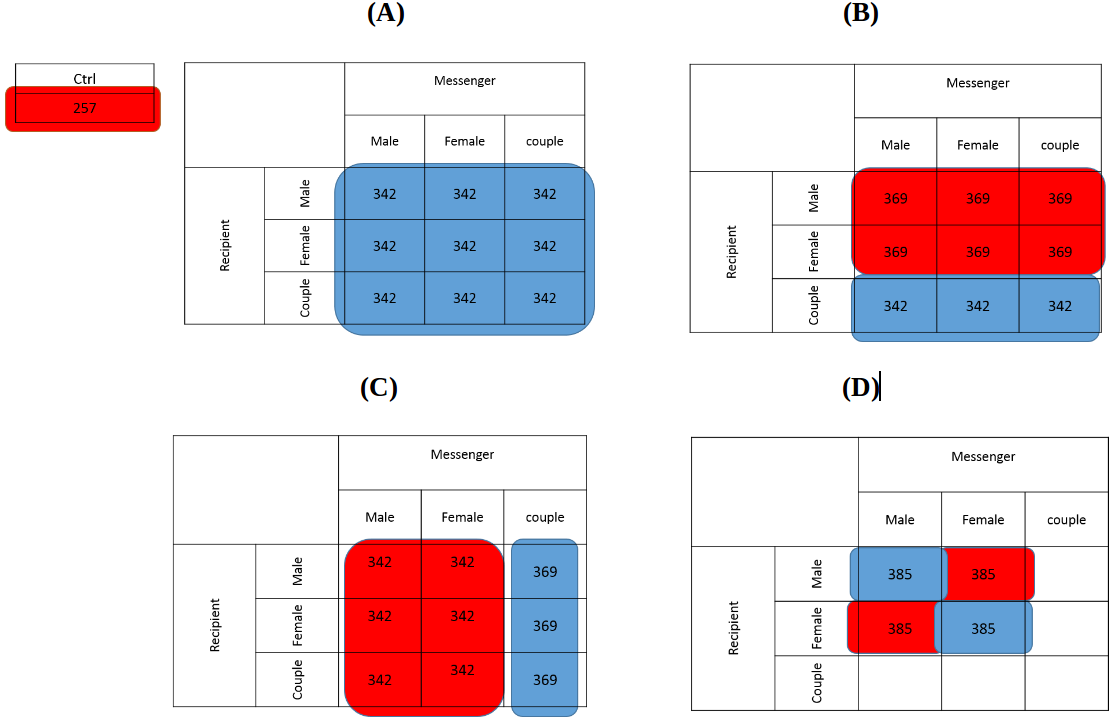 (A)
Ctrl
257
Messenger
Male Female couple
Recipient
Male 342 342 342
Female 342 342 342
Couple 342 342 342
(B)
Messenger
Male Female couple
Recipient
Male 369 369 369
Female 369 369 369
Couple 342 342 342
(C)
Messenger
Male Female couple
Recipient
Male 342 342 369
Female 342 342 369
Couple 342 342 369
(D)
Messenger
Male Female couple
Recipient
Male 385 385
Female 385 385
Couple